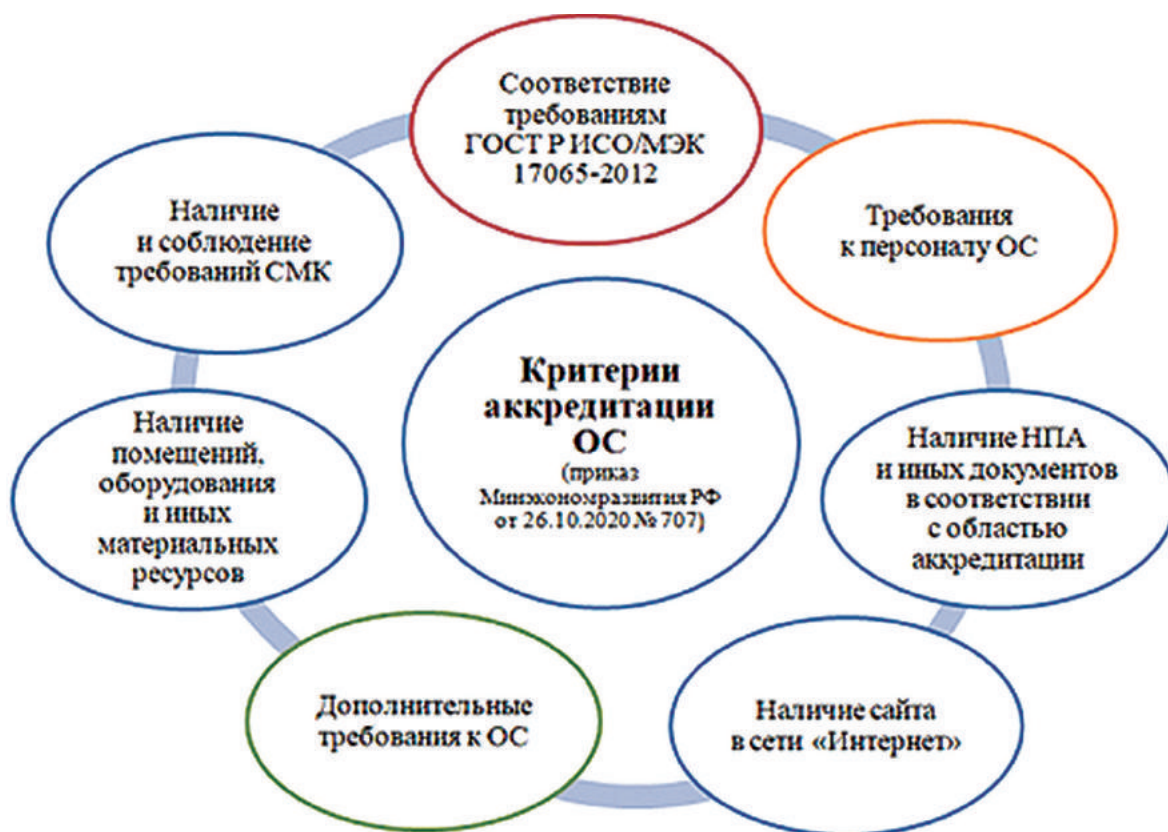 Соответствие
требованиям
ГОСТ Р ИСО/МЭК
17065-2012
Требования
к персоналу ОС
Наличие НПА
и иных документов
в соответствии
с областью
аккредитации
Наличие сайта
в сети «Интернет»
Дополнительные
требования к ОС
Наличие
помещений,
оборудования
и иных
материальных
ресурсов
Наличие
и соблюдение
требований СМК
Критерии
аккредитации
ОС
(приказ
Минэкономразвития РФ
от 26.10.2020 № 707)